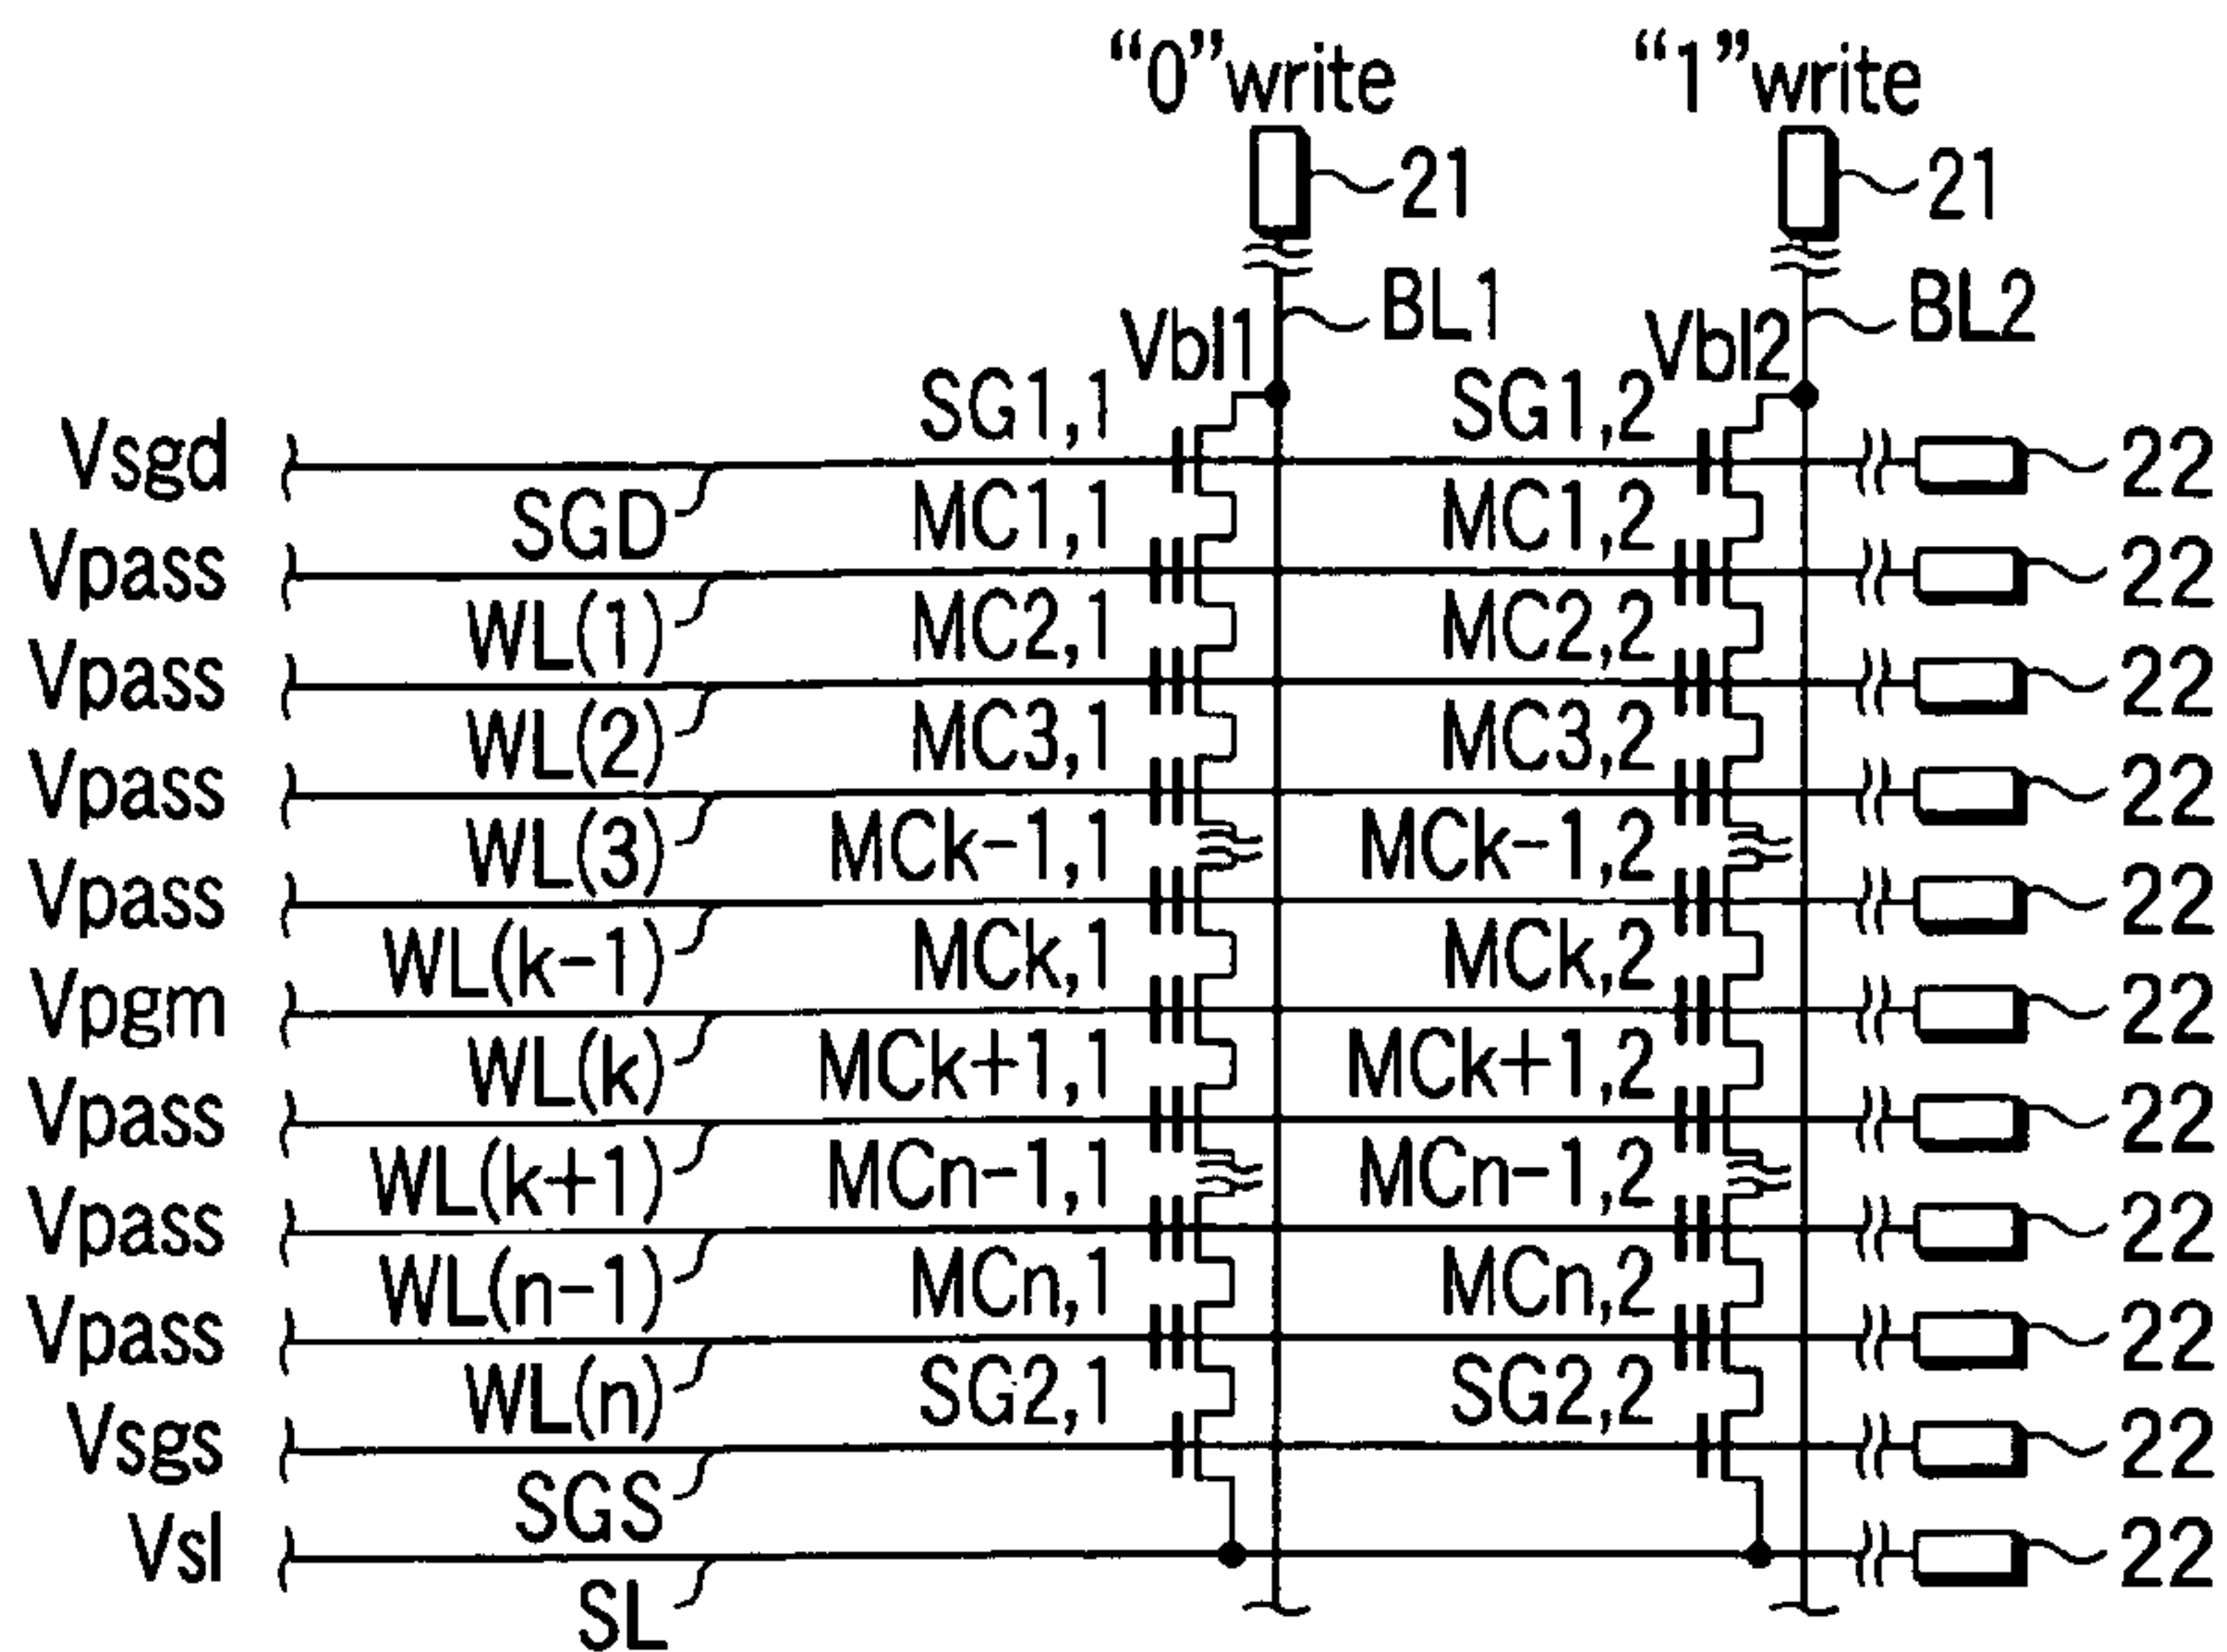 “0”write “1”write
21 21
BL1 BL2
Vbl1 Vbl2
SG1,1 SG1,2
Vsgd 22
SGD MC1,1 MC1,2
Vpass 22
WL(1) MC2,1 MC2,2
Vpass 22
WL(2) MC3,1 MC3,2
Vpass 22
WL(3) MCk-1,1 MCk-1,2
Vpass 22
WL(k-1) MCk,1 MCk,2
Vpgm 22
WL(k) MCk+1,1 MCk+1,2
Vpass 22
WL(k+1) MCn-1,1 MCn-1,2
Vpass 22
WL(n-1) MCn,1 MCn,2
Vpass 22
WL(n) SG2,1 SG2,2
Vsgs 22
SGS
Vsl 22
SL